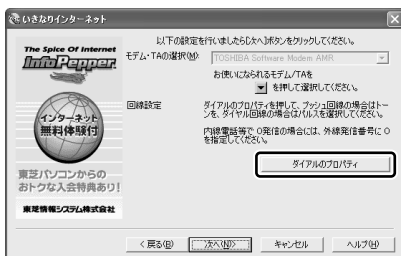 いきなりインターネット
The Spice Of Internet
InfoPepper
インターネット
無料体験付
東芝パソコンからの
おトクな入会特典あり!
東芝情報システム株式会社
以下の設定を行いましたら[次へ]ボタンをクリックしてください。
モデム・TAの選択(M)
TOSHIBA Software Modem AMR
お使いになられるモデム/TAを
▼ を押して選択してください。
回線設定
ダイアルのプロパティを押して、プッシュ回線の場合はトー
ンを、ダイヤル回線の場合はパルスを選択してください。
内線電話等で0発信の場合には、外線発信番号に0
を指定してください。
ダイアルのプロパティ
< 戻る(B)
次へ(N)>
キャンセル
ヘルプ(H)